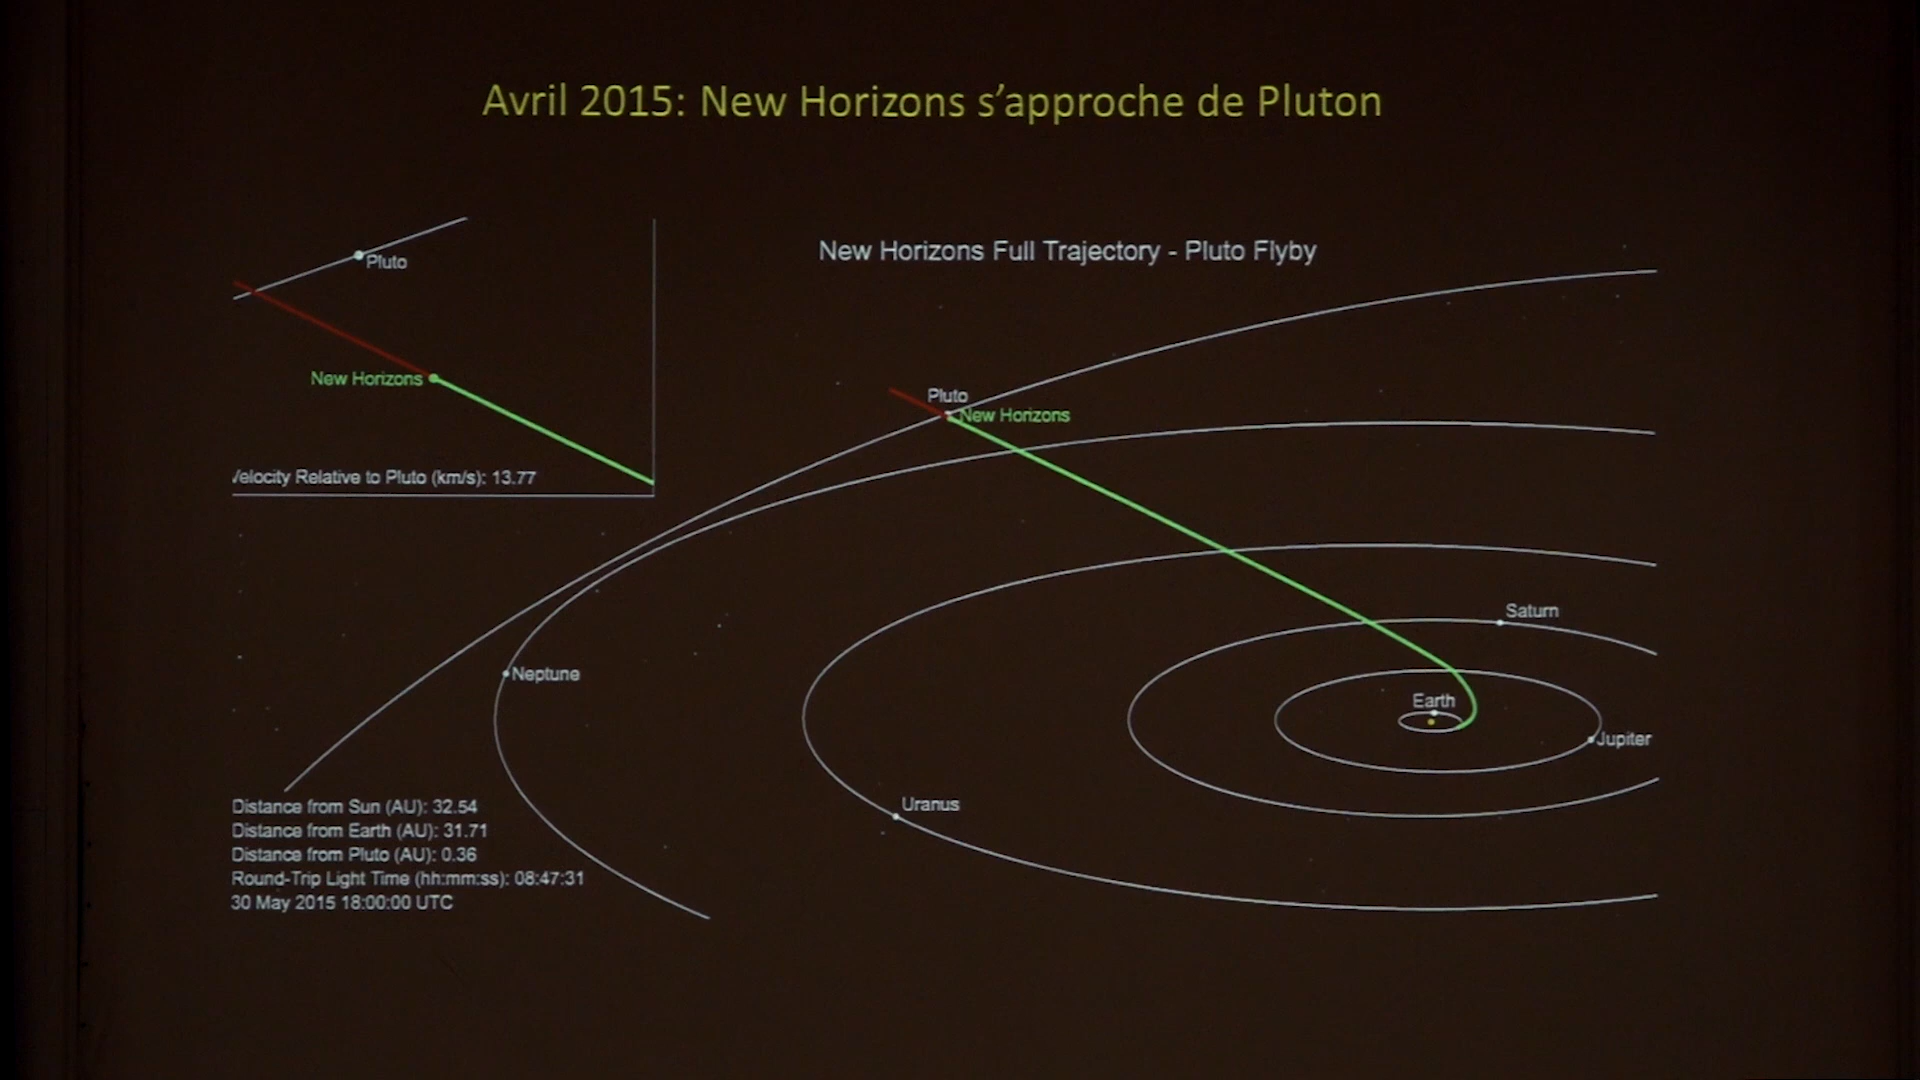 Avril 2015: New Horizons s'approche de Pluton
New Horizons Full Trajectory - Pluto Flyby
Pluto
New Horizons
Velocity Relative to Pluto (km/s): 13.77
Pluto
New Horizons
Saturn
Neptune
Earth
Jupiter
Uranus
Distance from Sun (AU): 32.54
Distance from Earth (AU): 31.71
Distance from Pluto (AU): 0.36
Round-Trip Light Time (hh:mm:ss): 08:47:31
30 May 2015 18:00:00 UTC